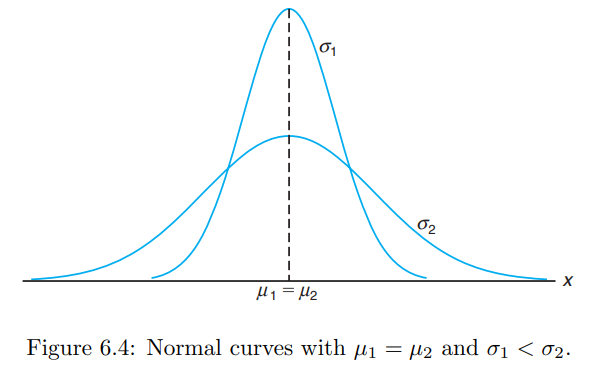 σ₁
σ₂
x
μ₁ = μ₂
Figure 6.4: Normal curves with μ₁ = μ₂ and σ₁ < σ₂.